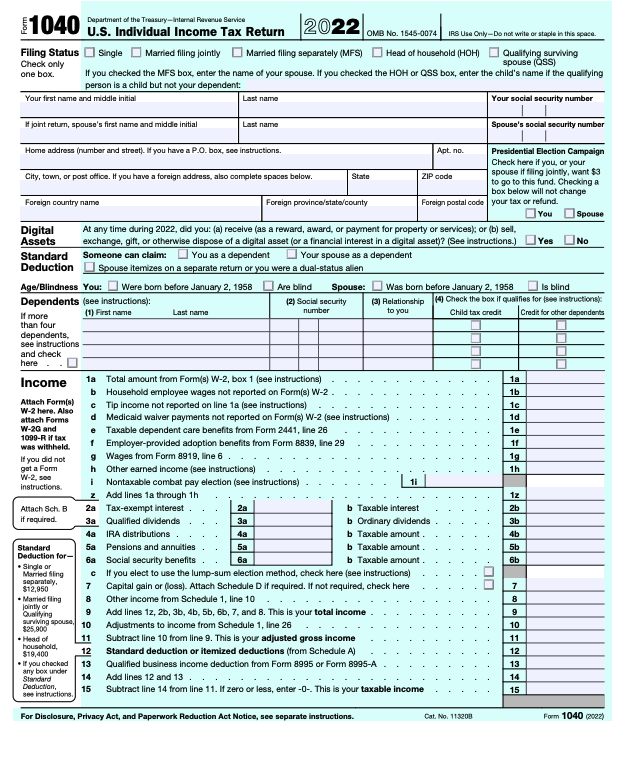 Form 1040 Department of the Treasury—Internal Revenue Service
U.S. Individual Income Tax Return 2022 OMB No. 1545-0074 IRS Use Only—Do not write or staple in this space.
Filing Status
Check only
one box.
Single Married filing jointly Married filing separately (MFS) Head of household (HOH) Qualifying surviving
spouse (QSS)
If you checked the MFS box, enter the name of your spouse. If you checked the HOH or QSS box, enter the child's name if the qualifying
person is a child but not your dependent:
Your first name and middle initial Last name Your social security number
If joint return, spouse's first name and middle initial Last name Spouse's social security number
Home address (number and street). If you have a P.O. box, see instructions. Apt. no.
City, town, or post office. If you have a foreign address, also complete spaces below. State ZIP code
Foreign country name Foreign province/state/county Foreign postal code
Presidential Election Campaign
Check here if you, or your
spouse if filing jointly, want $3
to go to this fund. Checking a
box below will not change
your tax or refund.
You Spouse
Digital
Assets
At any time during 2022, did you: (a) receive (as a reward, award, or payment for property or services); or (b) sell,
exchange, gift, or otherwise dispose of a digital asset (or a financial interest in a digital asset)? (See instructions.) Yes No
Standard
Deduction
Someone can claim: You as a dependent Your spouse as a dependent
Spouse itemizes on a separate return or you were a dual-status alien
Age/Blindness You: Were born before January 2, 1958 Are blind Spouse: Was born before January 2, 1958 Is blind
Dependents (see instructions):
If more
than four
dependents,
see instructions
and check
here . .
(1) First name Last name
(2) Social security
number
(3) Relationship
to you
(4) Check the box if qualifies for (see instructions):
Child tax credit Credit for other dependents
Income
Attach Form(s)
W-2 here. Also
attach Forms
W-2G and
1099-R if tax
was withheld.
If you did not
get a Form
W-2, see
instructions.
1a Total amount from Form(s) W-2, box 1 (see instructions) 1a
b Household employee wages not reported on Form(s) W-2 1b
c Tip income not reported on line 1a (see instructions) 1c
d Medicaid waiver payments not reported on Form(s) W-2 (see instructions) 1d
e Taxable dependent care benefits from Form 2441, line 26 1e
f Employer-provided adoption benefits from Form 8839, line 29 1f
g Wages from Form 8919, line 6 1g
h Other earned income (see instructions) 1h
i Nontaxable combat pay election (see instructions) 1i
z Add lines 1a through 1h 1z
Attach Sch. B
if required.
2a Tax-exempt interest 2a b Taxable interest 2b
3a Qualified dividends 3a b Ordinary dividends 3b
4a IRA distributions 4a b Taxable amount 4b
5a Pensions and annuities 5a b Taxable amount 5b
6a Social security benefits 6a b Taxable amount 6b
c If you elect to use the lump-sum election method, check here (see instructions)
7 Capital gain or (loss). Attach Schedule D if required. If not required, check here 7
8 Other income from Schedule 1, line 10 8
9 Add lines 1z, 2b, 3b, 4b, 5b, 6b, 7, and 8. This is your total income 9
10 Adjustments to income from Schedule 1, line 26 10
11 Subtract line 10 from line 9. This is your adjusted gross income 11
12 Standard deduction or itemized deductions (from Schedule A) 12
13 Qualified business income deduction from Form 8995 or Form 8995-A 13
14 Add lines 12 and 13 14
15 Subtract line 14 from line 11. If zero or less, enter -0-. This is your taxable income 15
Standard
Deduction for—
• Single or
Married filing
separately,
$12,950
• Married filing
jointly or
Qualifying
surviving spouse,
$25,900
• Head of
household,
$19,400
• If you checked
any box under
Standard
Deduction,
see instructions.
For Disclosure, Privacy Act, and Paperwork Reduction Act Notice, see separate instructions. Cat. No. 11320B Form 1040 (2022)